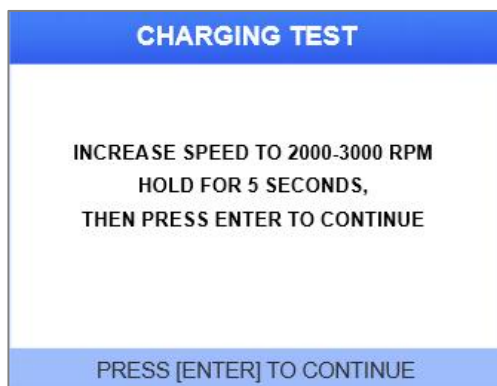 CHARGING TEST
INCREASE SPEED TO 2000-3000 RPM
HOLD FOR 5 SECONDS,
THEN PRESS ENTER TO CONTINUE
PRESS [ENTER] TO CONTINUE